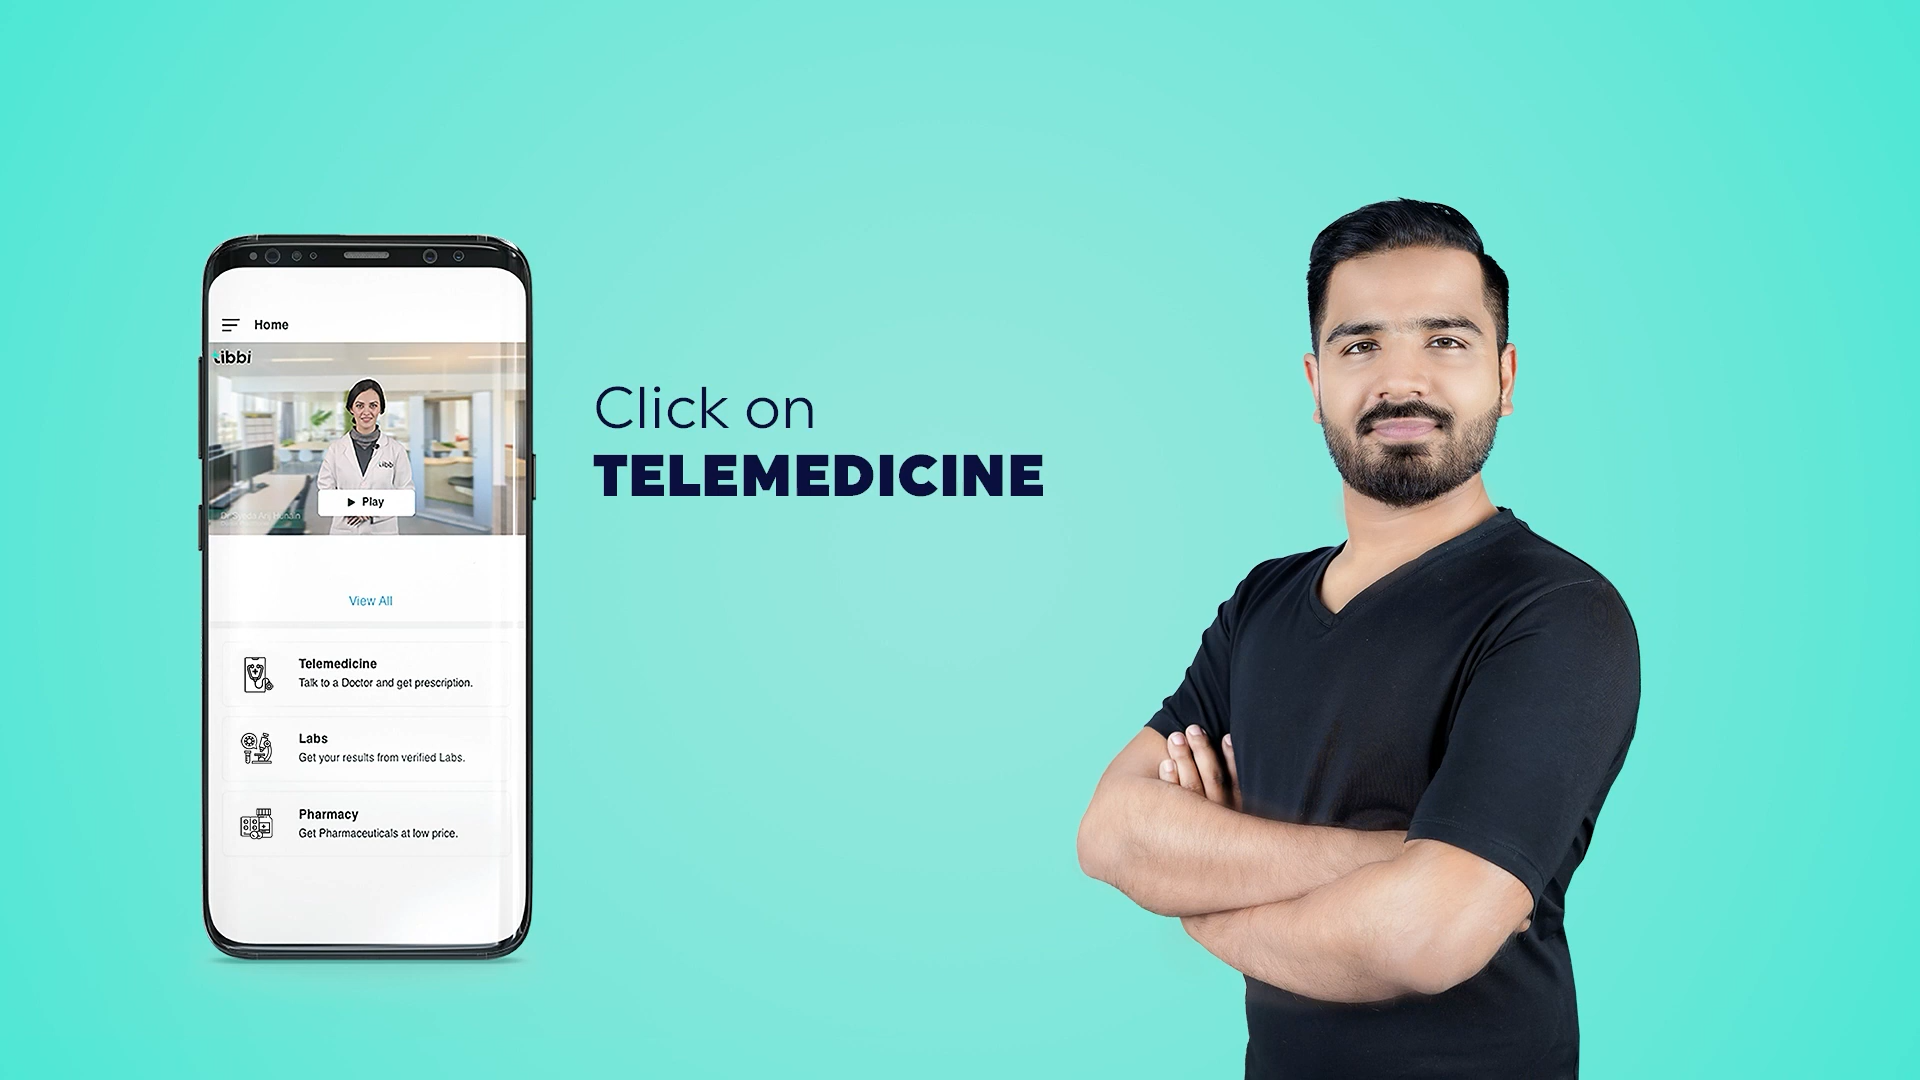 Home
tibbi
Play
View All
Telemedicine
Talk to a Doctor and get prescription.
Labs
Get your results from verified Labs.
Pharmacy
Get Pharmaceuticals at low price.
Click on
TELEMEDICINE